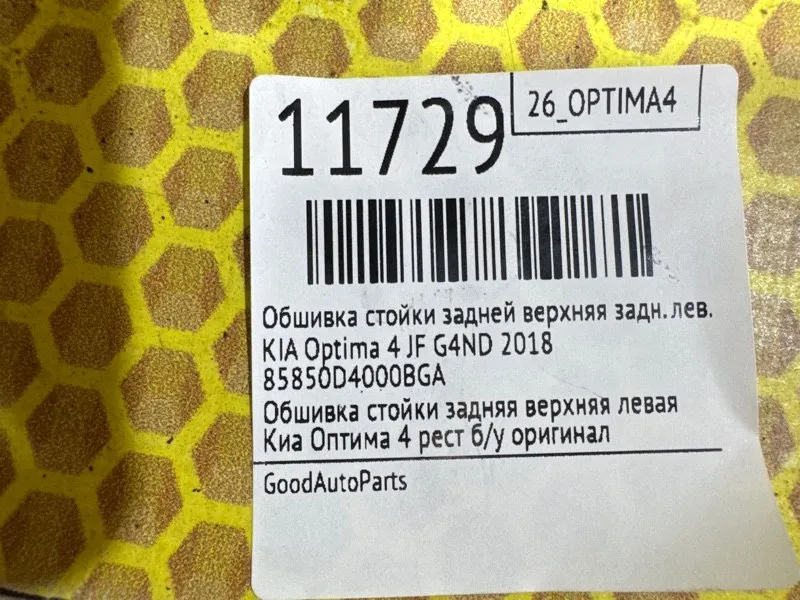 11729
26_OPTIMA4
Обшивка стойки задней верхняя задн. лев.
KIA Optima 4 JF G4ND 2018
85850D4000BGA
Обшивка стойки задняя верхняя левая
Киа Оптима 4 рест б/у оригинал
GoodAutoParts